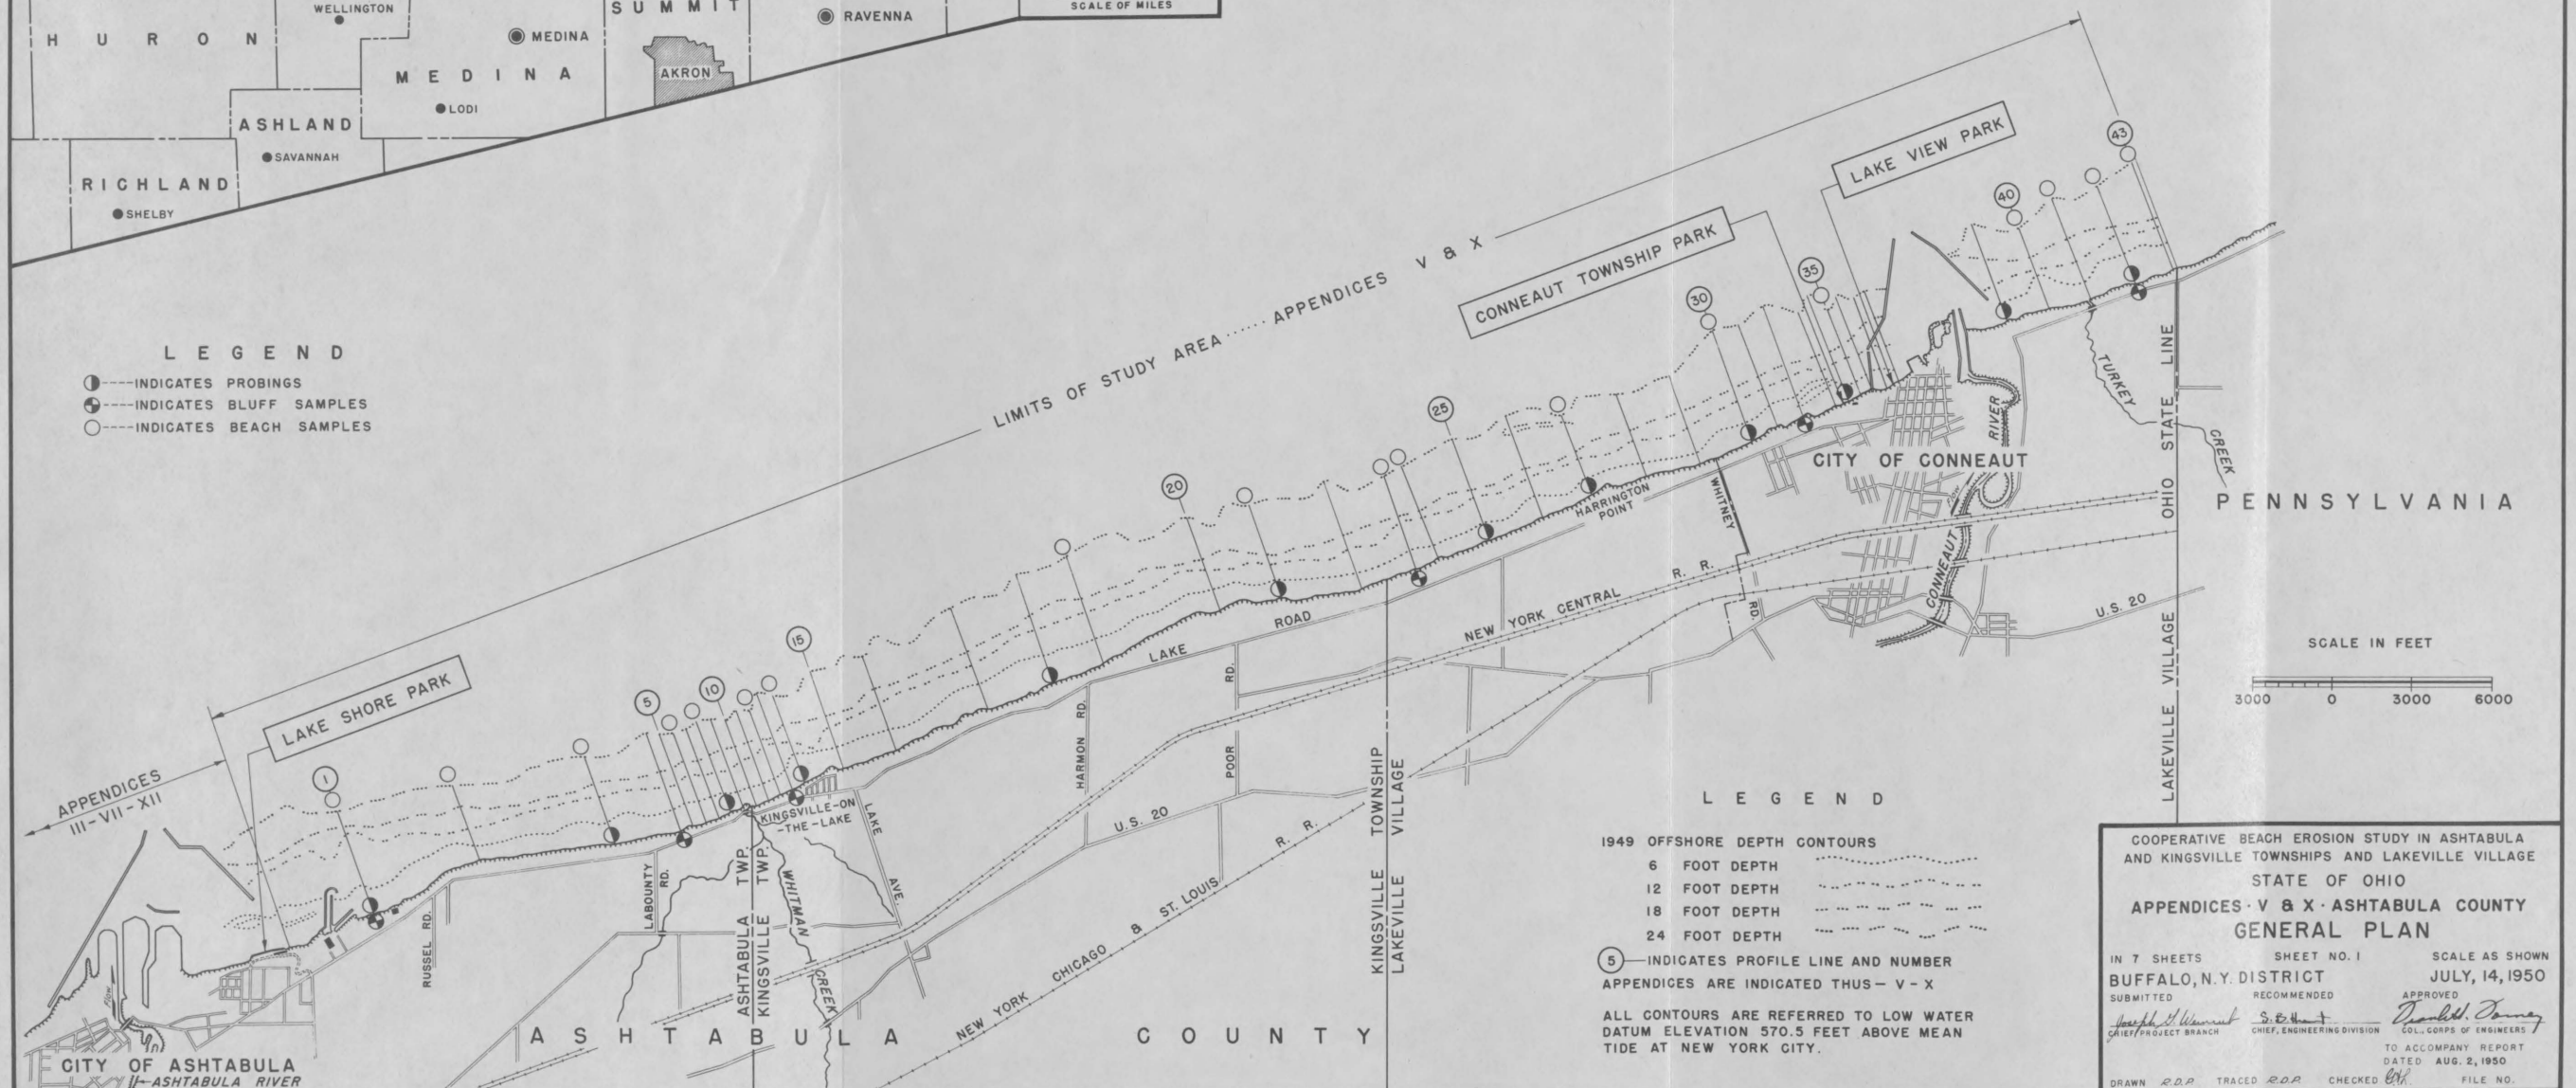 WELLINGTON
SUMMIT
RAVENNA
SCALE OF MILES
HURON
MEDINA
MEDINA
AKRON
LODI
ASHLAND
SAVANNAH
RICHLAND
SHELBY
LEGEND
INDICATES PROBINGS
INDICATES BLUFF SAMPLES
INDICATES BEACH SAMPLES
LIMITS OF STUDY AREA ...... APPENDICES V & X
LAKE VIEW PARK
CONNEAUT TOWNSHIP PARK
LAKE SHORE PARK
APPENDICES
III-VII-XII
1
5
10
15
20
25
30
35
40
43
HARRINGTON
POINT
WHITNEY
RD.
CITY OF CONNEAUT
RIVER
FLOW
CONNEAUT
TURKEY
CREEK
OHIO STATE LINE
LAKEVILLE VILLAGE
PENNSYLVANIA
U.S. 20
NEW YORK CENTRAL R. R.
LAKE ROAD
HARMON RD.
POOR RD.
KINGSVILLE TOWNSHIP
LAKEVILLE VILLAGE
U.S. 20
NEW YORK CHICAGO & ST. LOUIS R. R.
KINGSVILLE-ON
-THE-LAKE
LAKE AVE.
WHITMAN CREEK
LABOUNTY
RD.
ASHTABULA TWP.
KINGSVILLE TWP.
RUSSEL RD.
FLOW
CITY OF ASHTABULA
ASHTABULA RIVER
ASHTABULA COUNTY
SCALE IN FEET
3000 0 3000 6000
LEGEND
1949 OFFSHORE DEPTH CONTOURS
6 FOOT DEPTH
12 FOOT DEPTH
18 FOOT DEPTH
24 FOOT DEPTH
5 — INDICATES PROFILE LINE AND NUMBER
APPENDICES ARE INDICATED THUS — V - X
ALL CONTOURS ARE REFERRED TO LOW WATER
DATUM ELEVATION 570.5 FEET ABOVE MEAN
TIDE AT NEW YORK CITY.
COOPERATIVE BEACH EROSION STUDY IN ASHTABULA
AND KINGSVILLE TOWNSHIPS AND LAKEVILLE VILLAGE
STATE OF OHIO
APPENDICES · V & X · ASHTABULA COUNTY
GENERAL PLAN
IN 7 SHEETS SHEET NO. 1 SCALE AS SHOWN
BUFFALO, N.Y. DISTRICT JULY, 14, 1950
SUBMITTED RECOMMENDED APPROVED
CHIEF, PROJECT BRANCH CHIEF, ENGINEERING DIVISION COL., CORPS OF ENGINEERS
TO ACCOMPANY REPORT
DATED AUG. 2, 1950
DRAWN R.D.P. TRACED R.D.P. CHECKED FILE NO.